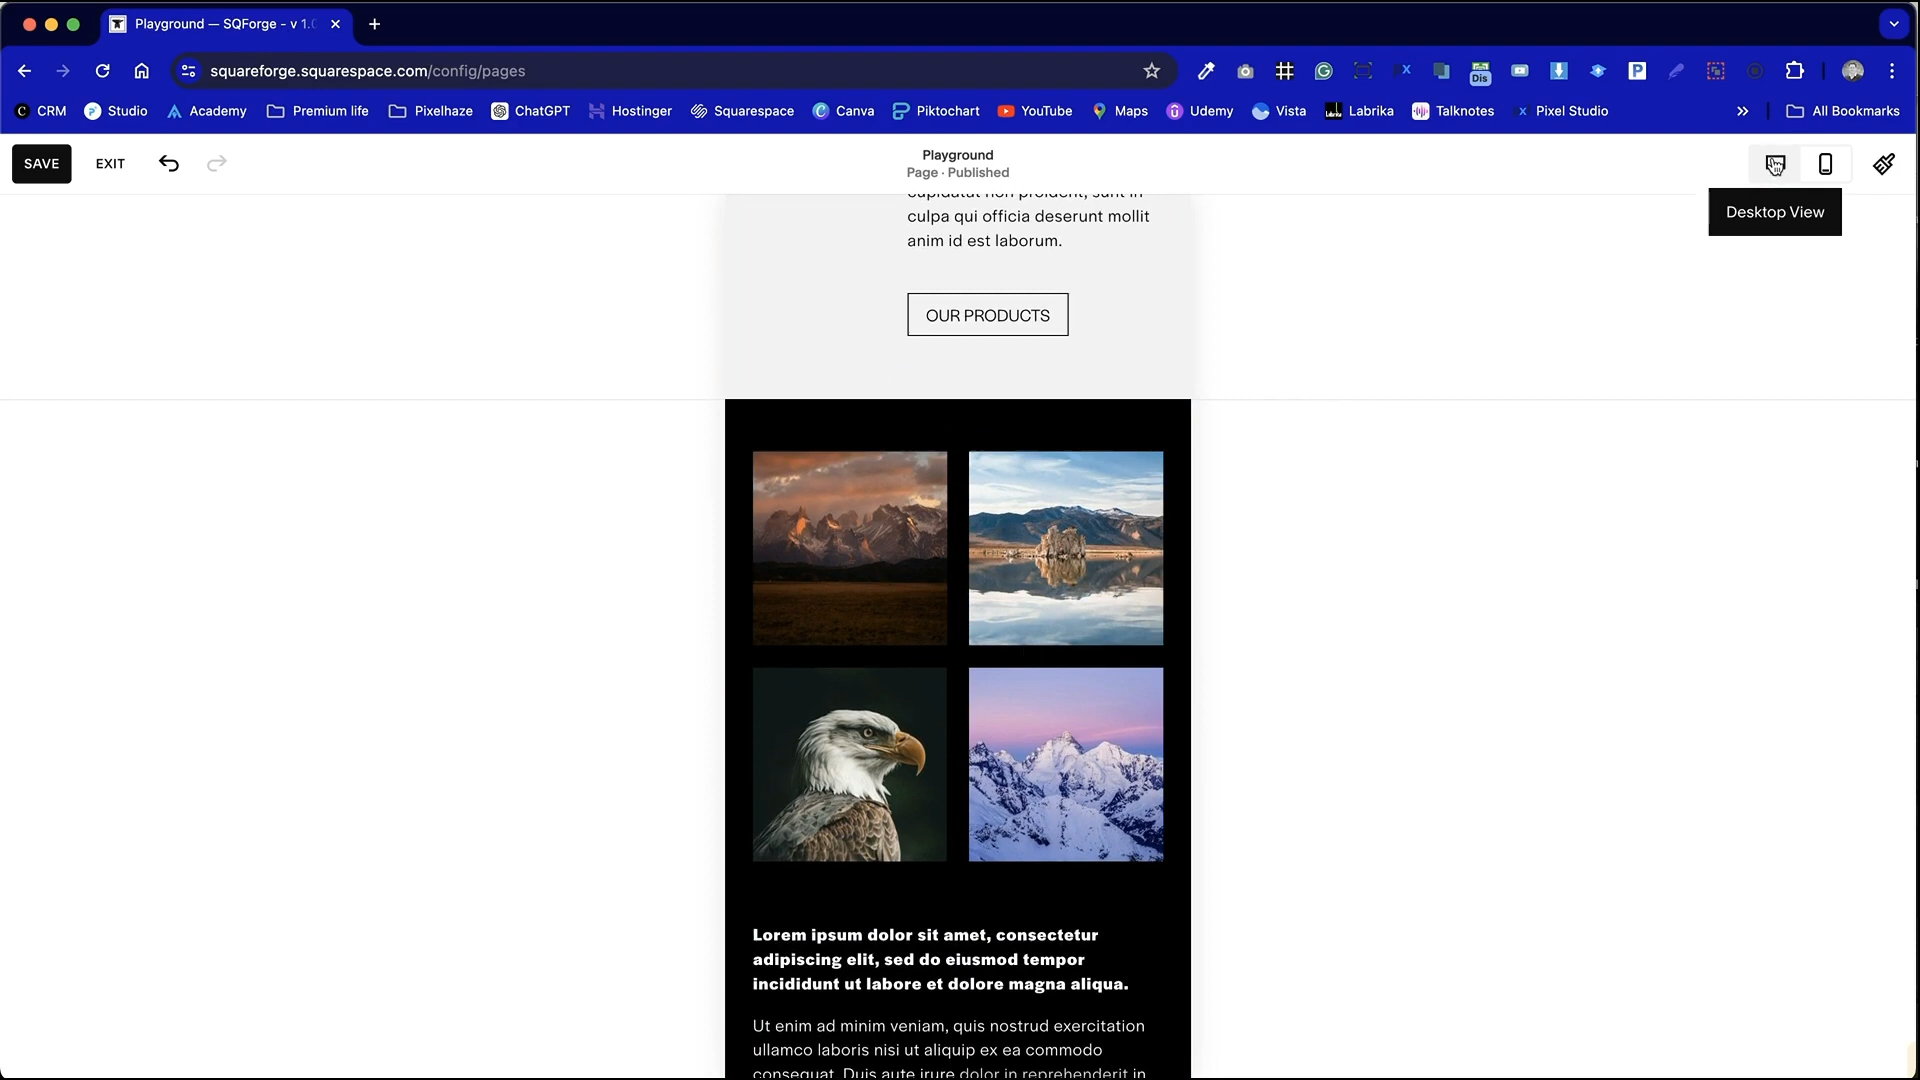 Playground — SQForge - v 1.0
squareforge.squarespace.com/config/pages
Dis
CRM Studio Academy Premium life Pixelhaze ChatGPT Hostinger Squarespace Canva Piktochart YouTube Maps Udemy Vista Labrika Talknotes Pixel Studio » All Bookmarks
SAVE EXIT
Playground
Page · Published
Desktop View
cupidatat non proident, sunt in
culpa qui officia deserunt mollit
anim id est laborum.
OUR PRODUCTS
Lorem ipsum dolor sit amet, consectetur
adipiscing elit, sed do eiusmod tempor
incididunt ut labore et dolore magna aliqua.
Ut enim ad minim veniam, quis nostrud exercitation
ullamco laboris nisi ut aliquip ex ea commodo
consequat. Duis aute irure dolor in reprehenderit in